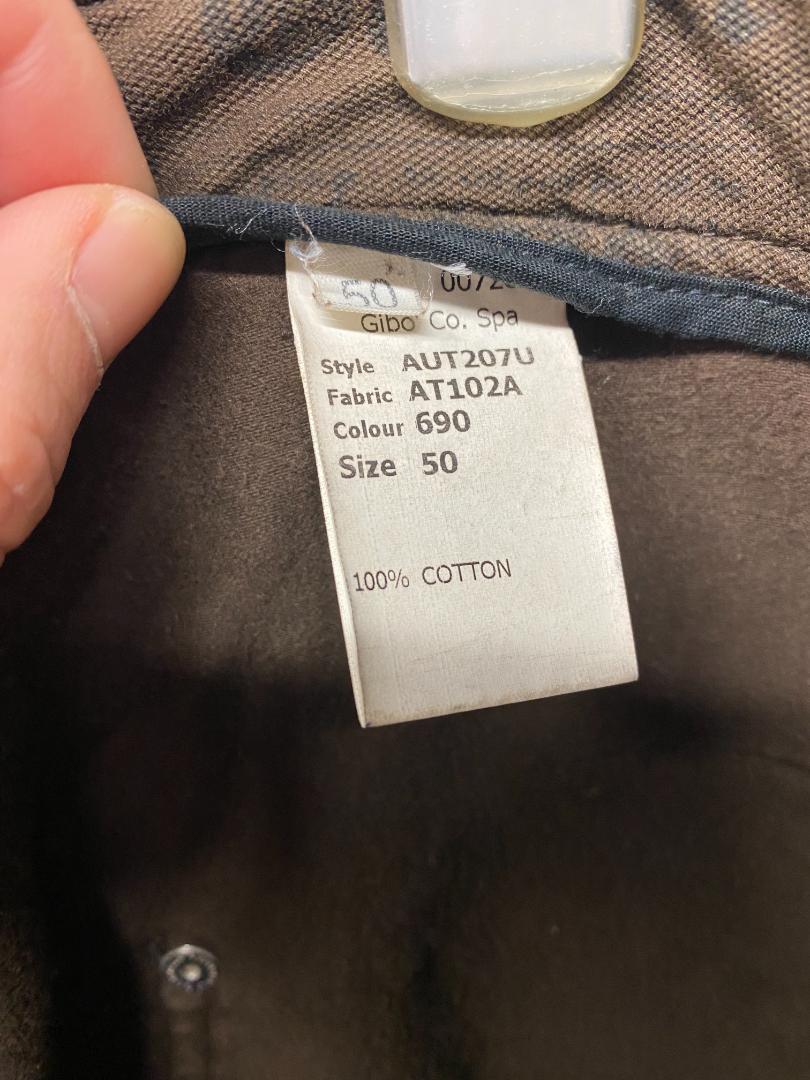 50
Gibo' Co. Spa
Style AUT207U
Fabric AT102A
Colour 690
Size 50
100% COTTON